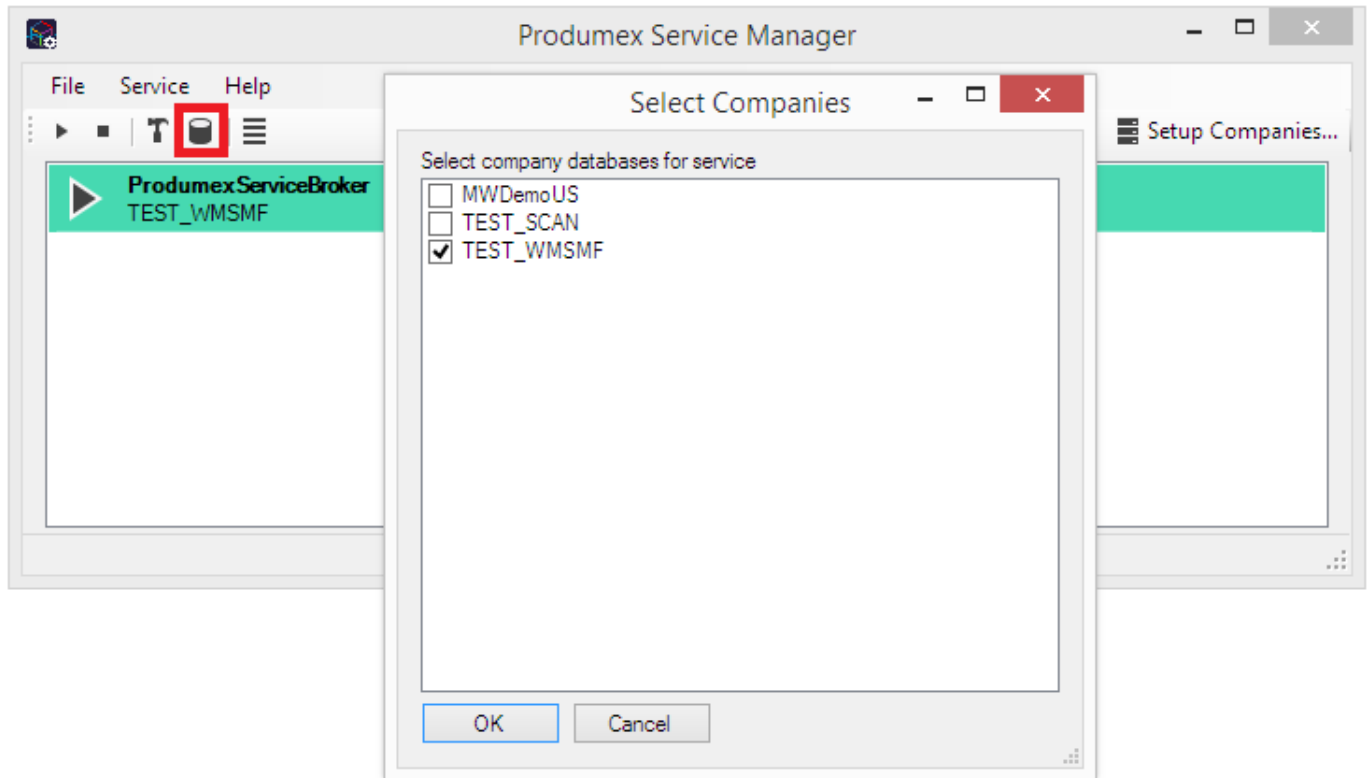 Produmex Service Manager
File Service Help
Setup Companies...
ProdumexServiceBroker
TEST_WMSMF
Select Companies
Select company databases for service
MWDemoUS
TEST_SCAN
TEST_WMSMF
OK Cancel